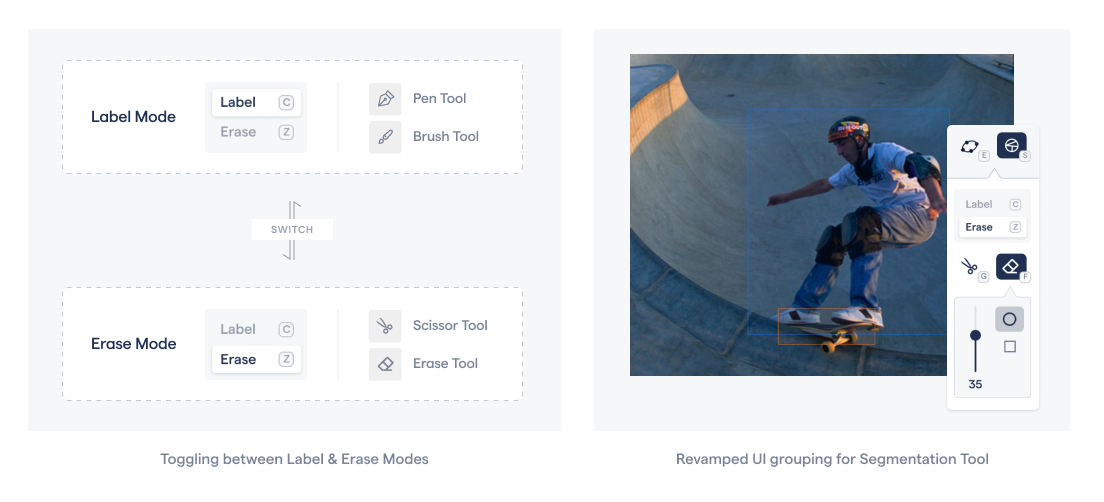 Label Mode
Label C
Erase Z
Pen Tool
Brush Tool
SWITCH
Erase Mode
Label C
Erase Z
Scissor Tool
Erase Tool
Toggling between Label & Erase Modes
E S
Label C
Erase Z
G F
35
Revamped UI grouping for Segmentation Tool